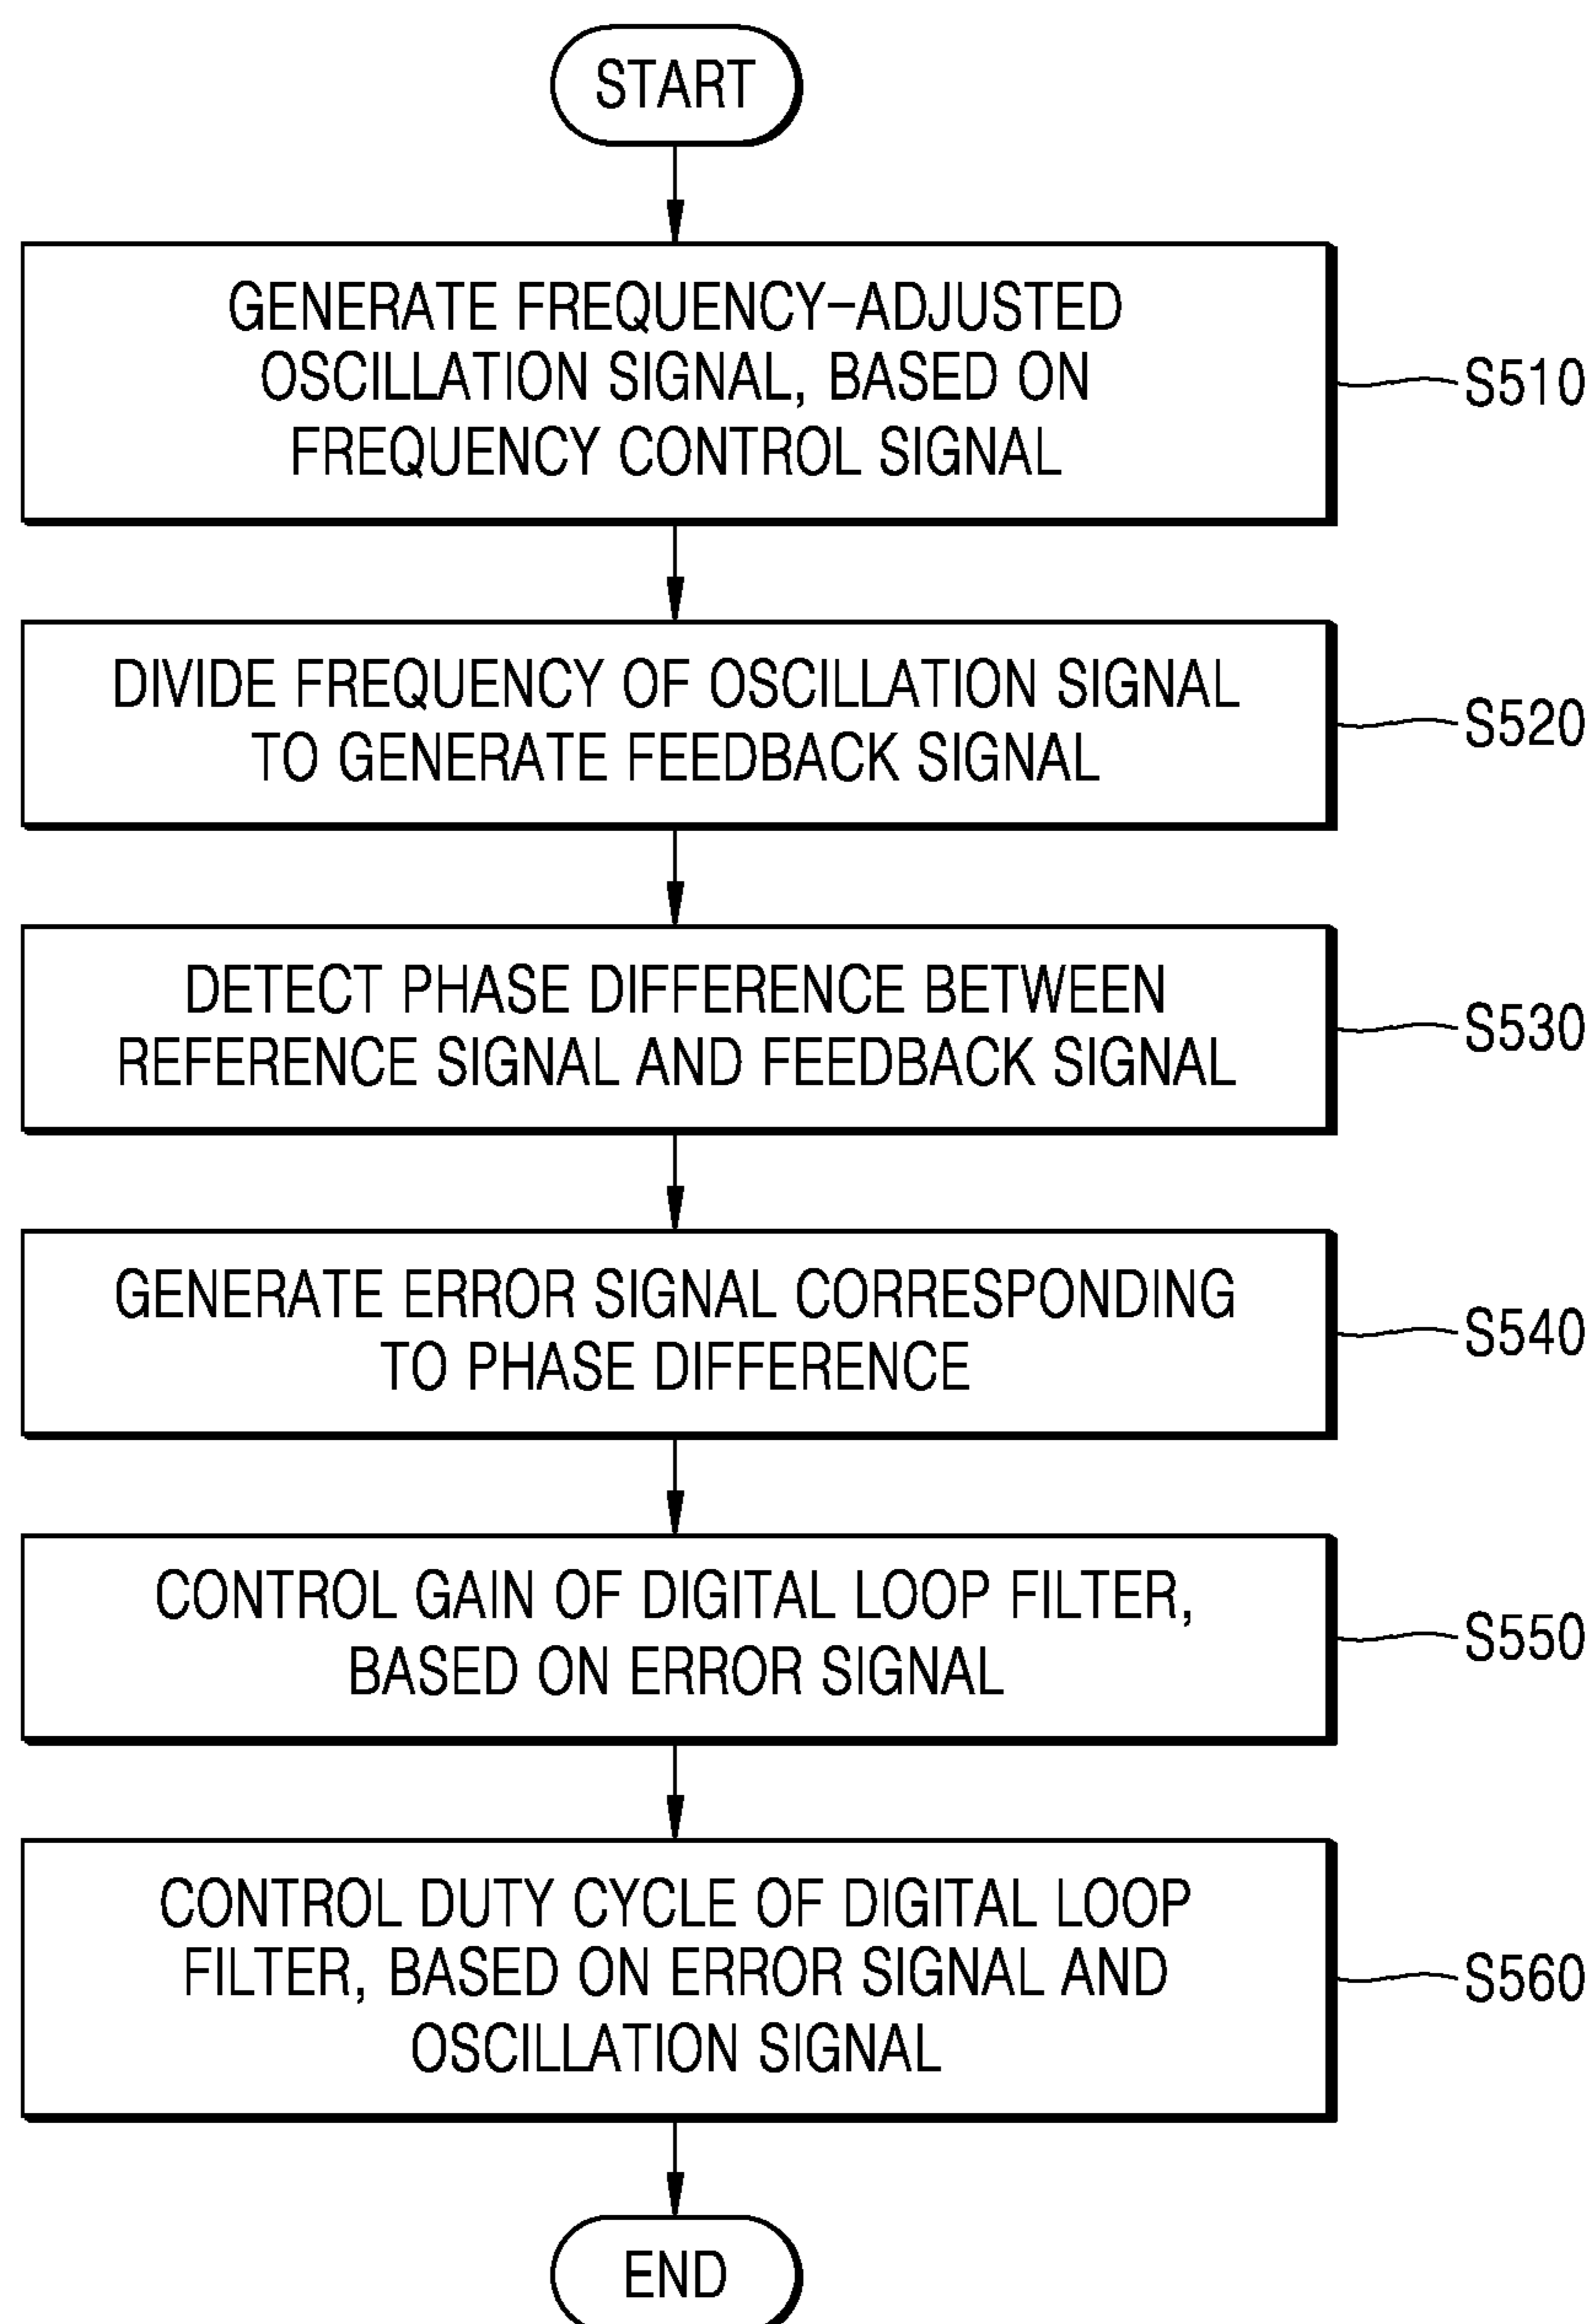 START
GENERATE FREQUENCY-ADJUSTED
OSCILLATION SIGNAL, BASED ON
FREQUENCY CONTROL SIGNAL
S510
DIVIDE FREQUENCY OF OSCILLATION SIGNAL
TO GENERATE FEEDBACK SIGNAL
S520
DETECT PHASE DIFFERENCE BETWEEN
REFERENCE SIGNAL AND FEEDBACK SIGNAL
S530
GENERATE ERROR SIGNAL CORRESPONDING
TO PHASE DIFFERENCE
S540
CONTROL GAIN OF DIGITAL LOOP FILTER,
BASED ON ERROR SIGNAL
S550
CONTROL DUTY CYCLE OF DIGITAL LOOP
FILTER, BASED ON ERROR SIGNAL AND
OSCILLATION SIGNAL
S560
END